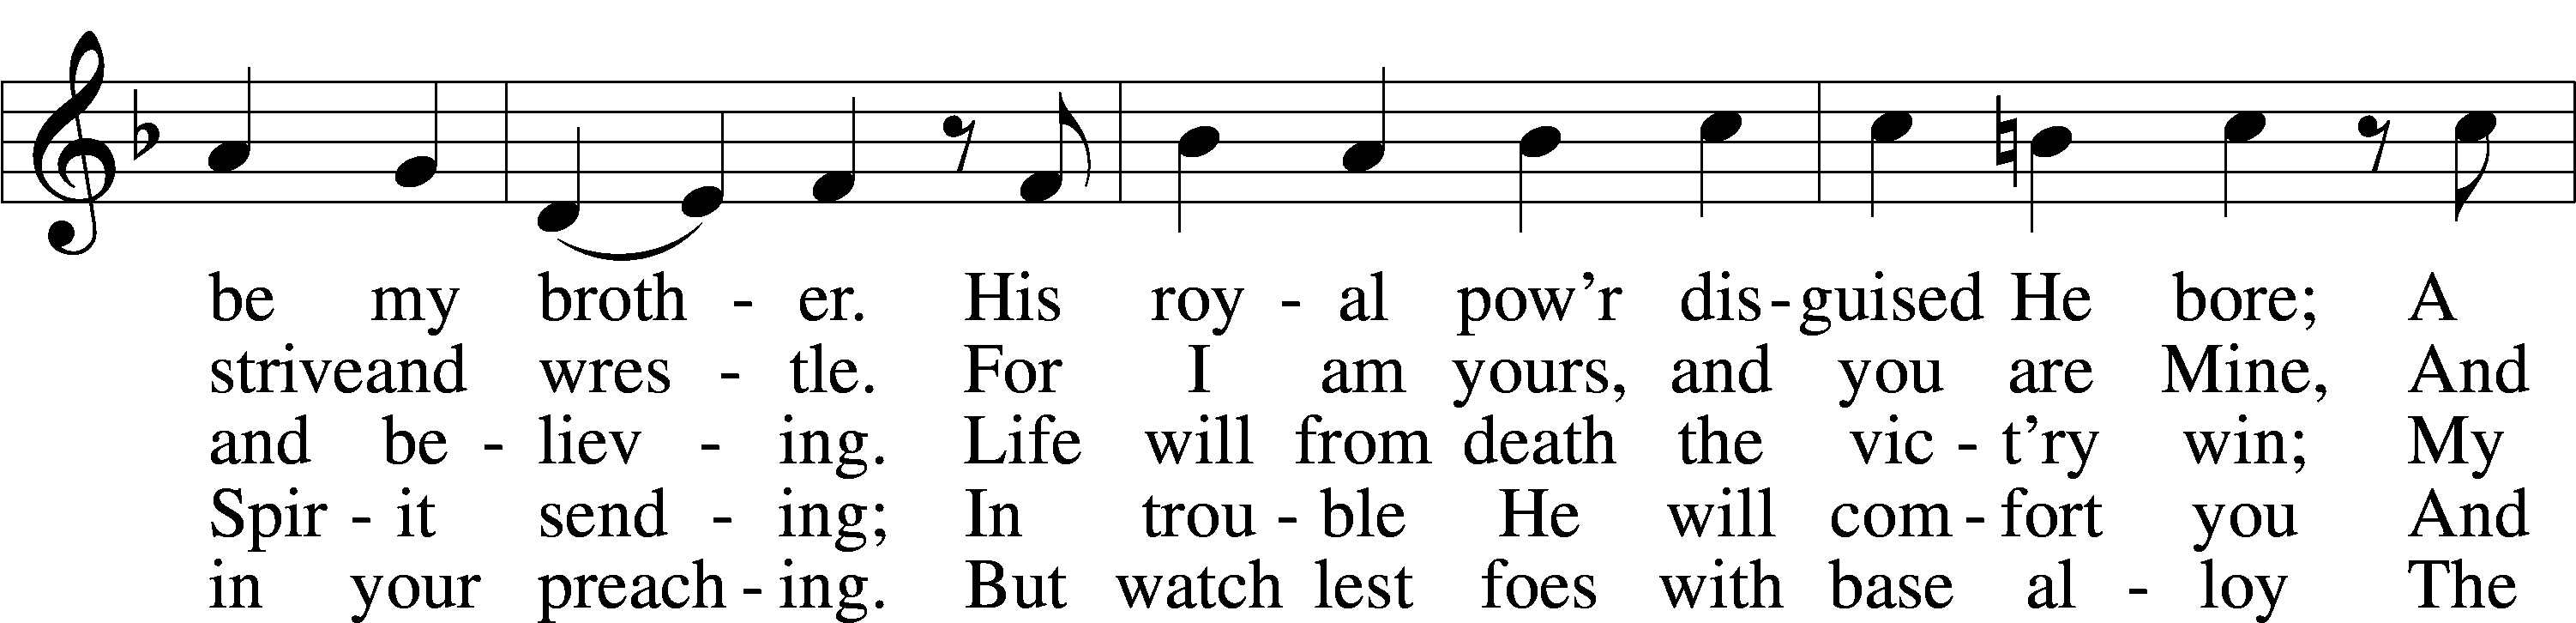 be my broth - er. His roy - al pow'r dis - guised He bore; A
striveand wres - tle. For I am yours, and you are Mine, And
and be - liev - ing. Life will from death the vic - t'ry win; My
Spir - it send - ing; In trou - ble He will com - fort you And
in your preach - ing. But watch lest foes with base al - loy The